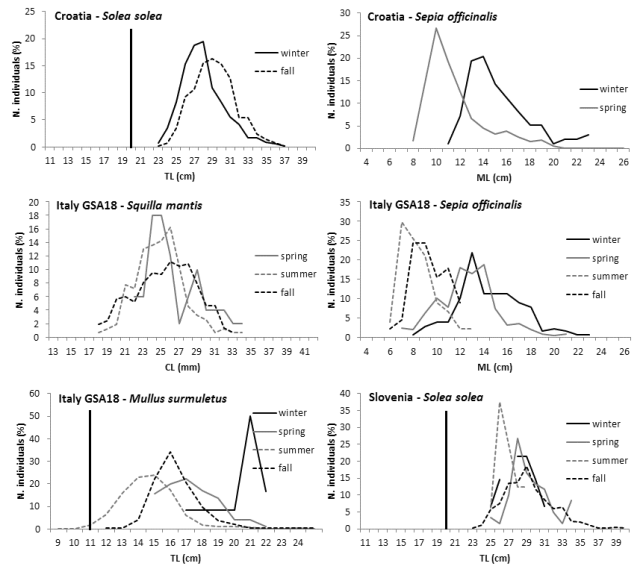 Croatia - Solea solea
N. individuals (%)
25
20
15
10
5
0
winter
fall
11 13 15 17 19 21 23 25 27 29 31 33 35 37 39
TL (cm)
Croatia - Sepia officinalis
N. individuals (%)
30
25
20
15
10
5
0
winter
spring
4 6 8 10 12 14 16 18 20 22 24 26
ML (cm)
Italy GSA18 - Squilla mantis
N. individuals (%)
18
16
14
12
10
8
6
4
2
0
spring
summer
fall
13 15 17 19 21 23 25 27 29 31 33 35 37 39 41
CL (mm)
Italy GSA18 - Sepia officinalis
N. individuals (%)
35
30
25
20
15
10
5
0
winter
spring
summer
fall
4 6 8 10 12 14 16 18 20 22 24 26
ML (cm)
Italy GSA18 - Mullus surmuletus
N. individuals (%)
60
50
40
30
20
10
0
winter
spring
summer
fall
9 10 11 12 13 14 15 16 17 18 19 20 21 22 24
TL (cm)
Slovenia - Solea solea
N. individuals (%)
40
35
30
25
20
15
10
5
0
winter
spring
summer
fall
11 13 15 17 19 21 23 25 27 29 31 33 35 37 39
TL (cm)